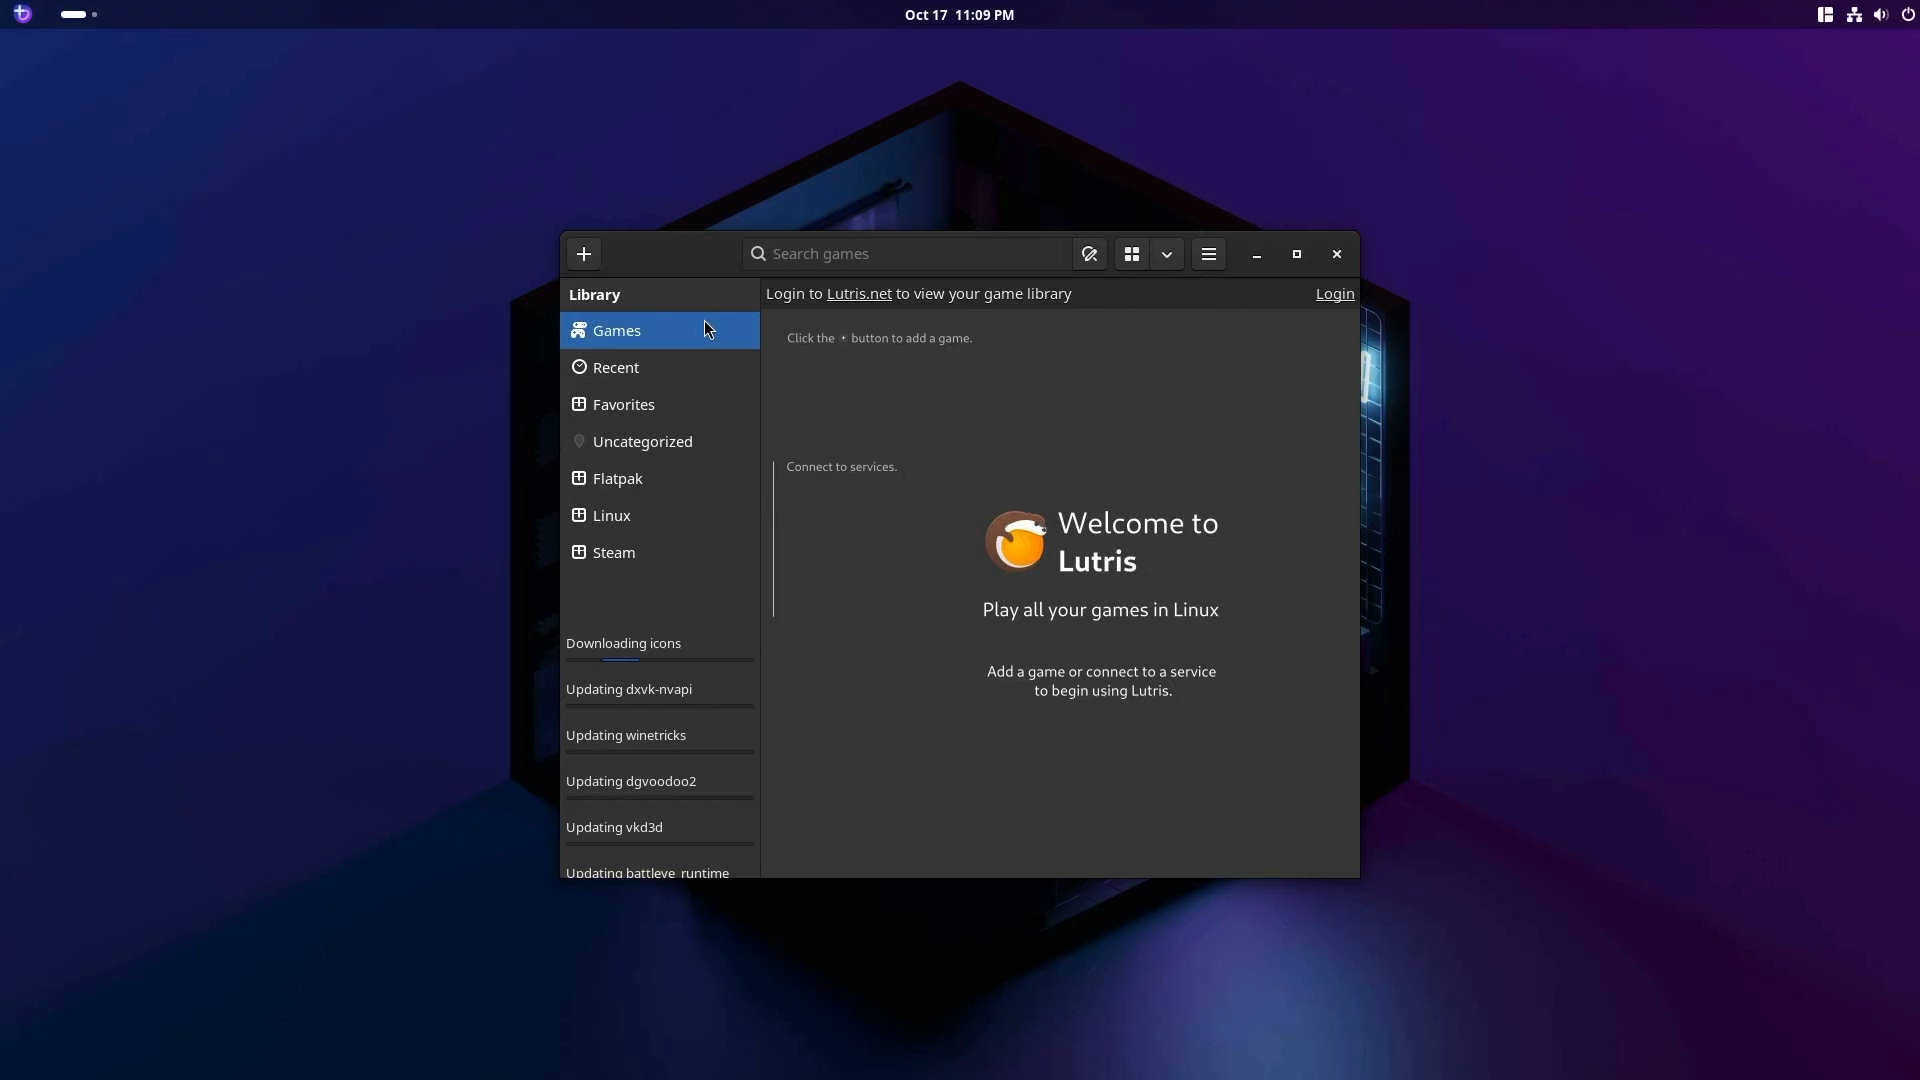 Oct 17 11:09 PM
Search games
Library
Login to Lutris.net to view your game library
Login
Games
Click the + button to add a game.
Recent
Favorites
Uncategorized
Connect to services.
Flatpak
Linux
Steam
Welcome to
Lutris
Play all your games in Linux
Add a game or connect to a service
to begin using Lutris.
Downloading icons
Updating dxvk-nvapi
Updating winetricks
Updating dgvoodoo2
Updating vkd3d
Updating battleye_runtime